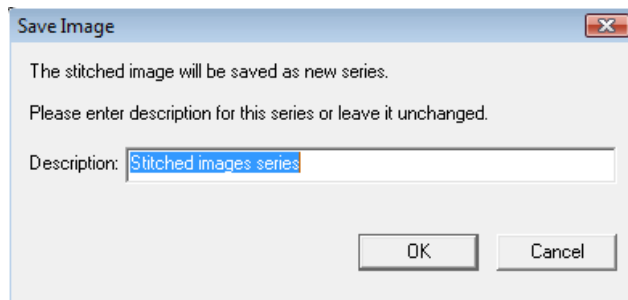 Save Image
The stitched image will be saved as new series.
Please enter description for this series or leave it unchanged.
Description: Stitched images series
OK Cancel